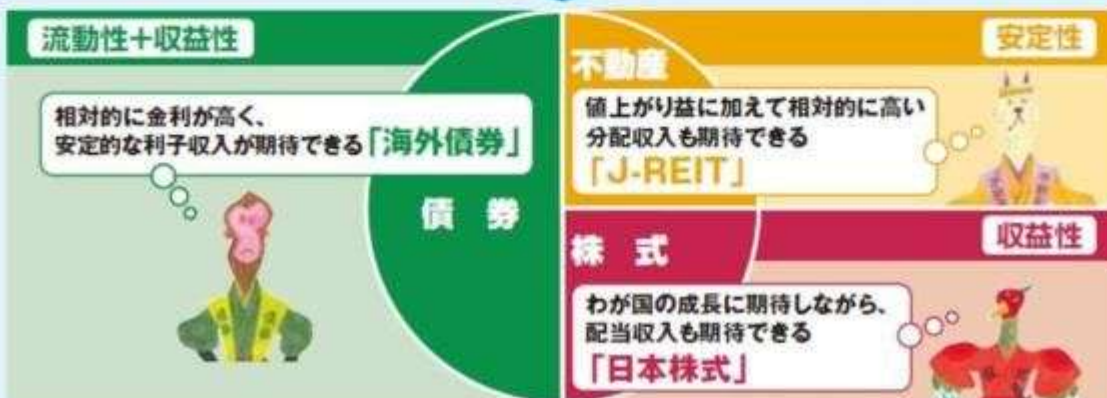 流動性+収益性
相対的に金利が高く、
安定的な利子収入が期待できる「海外債券」
債券
不動産
安定性
値上がり益に加えて相対的に高い
分配収入も期待できる
「J-REIT」
株式
収益性
わが国の成長に期待しながら、
配当収入も期待できる
「日本株式」